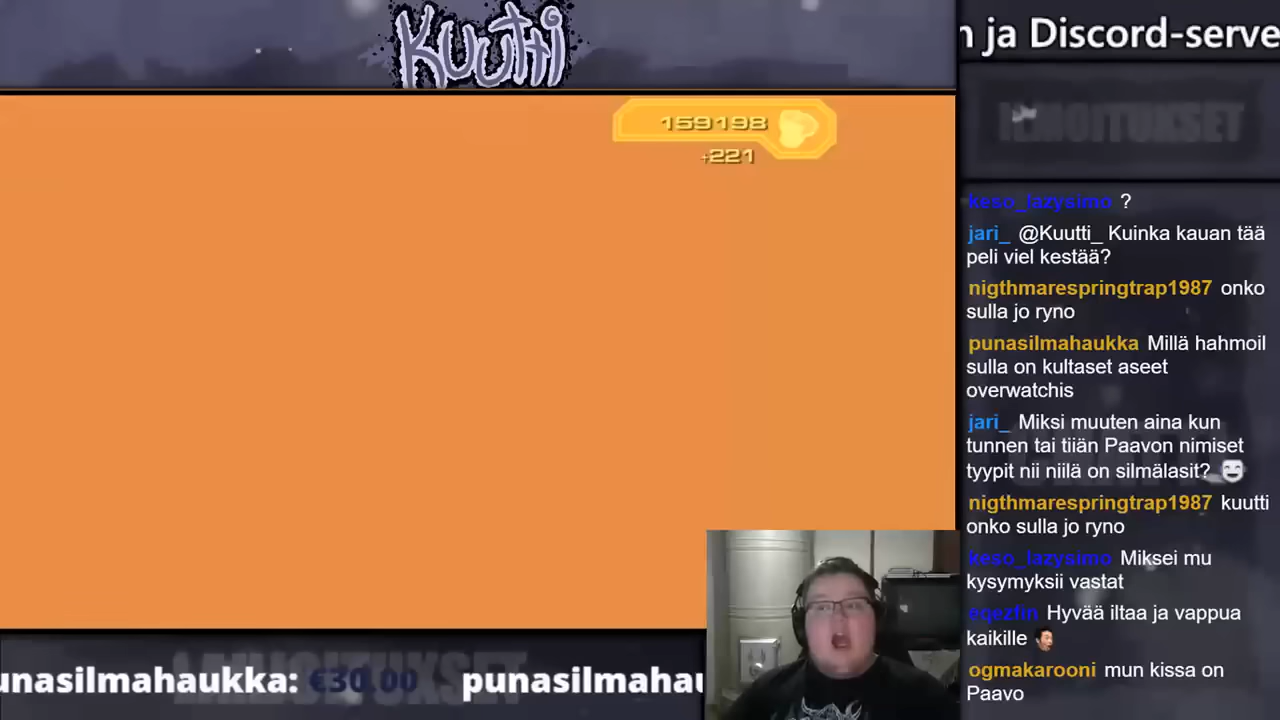 Kuutti
n ja Discord-serve
159198
+221
ILMOITUKSET
keso_lazysimo ?
jari_ @Kuutti_ Kuinka kauan tää
peli viel kestää?
nigthmarespringtrap1987 onko
sulla jo ryno
punasilmahaukka Millä hahmoil
sulla on kultaset aseet
overwatchis
jari_ Miksi muuten aina kun
tunnen tai tiiän Paavon nimiset
tyypit nii niilä on silmälasit?
nigthmarespringtrap1987 kuutti
onko sulla jo ryno
keso_lazysimo Miksei mu
kysymyksii vastat
eqezfin Hyvää iltaa ja vappua
kaikille
ogmakarooni mun kissa on
Paavo
LAHJOITUKSET
unasilmahaukka: €30.00 punasilmahau